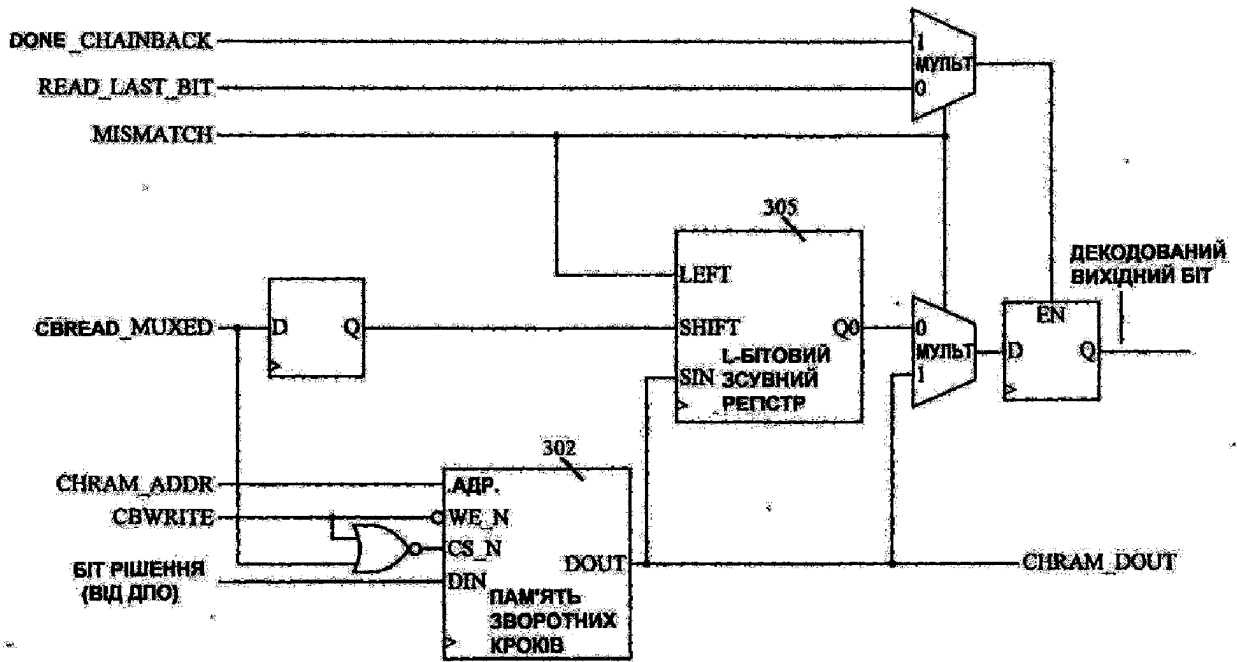 DONE_CHAINBACK
1
МУЛЬТ
READ_LAST_BIT
0
MISMATCH
305
LEFT
ДЕКОДОВАНИЙ
ВИХІДНИЙ БІТ
CBREAD_MUXED
D
Q
SHIFT
Q0
0
МУЛЬТ
1
D
EN
Q
L-БІТОВИЙ
SIN
ЗСУВНИЙ
РЕГІСТР
302
CHRAM_ADDR
.АДР.
CBWRITE
WE_N
CS_N
БІТ РІШЕННЯ
(ВІД ДПО)
DIN
DOUT
CHRAM_DOUT
ПАМ'ЯТЬ
ЗВОРОТНИХ
КРОКІВ